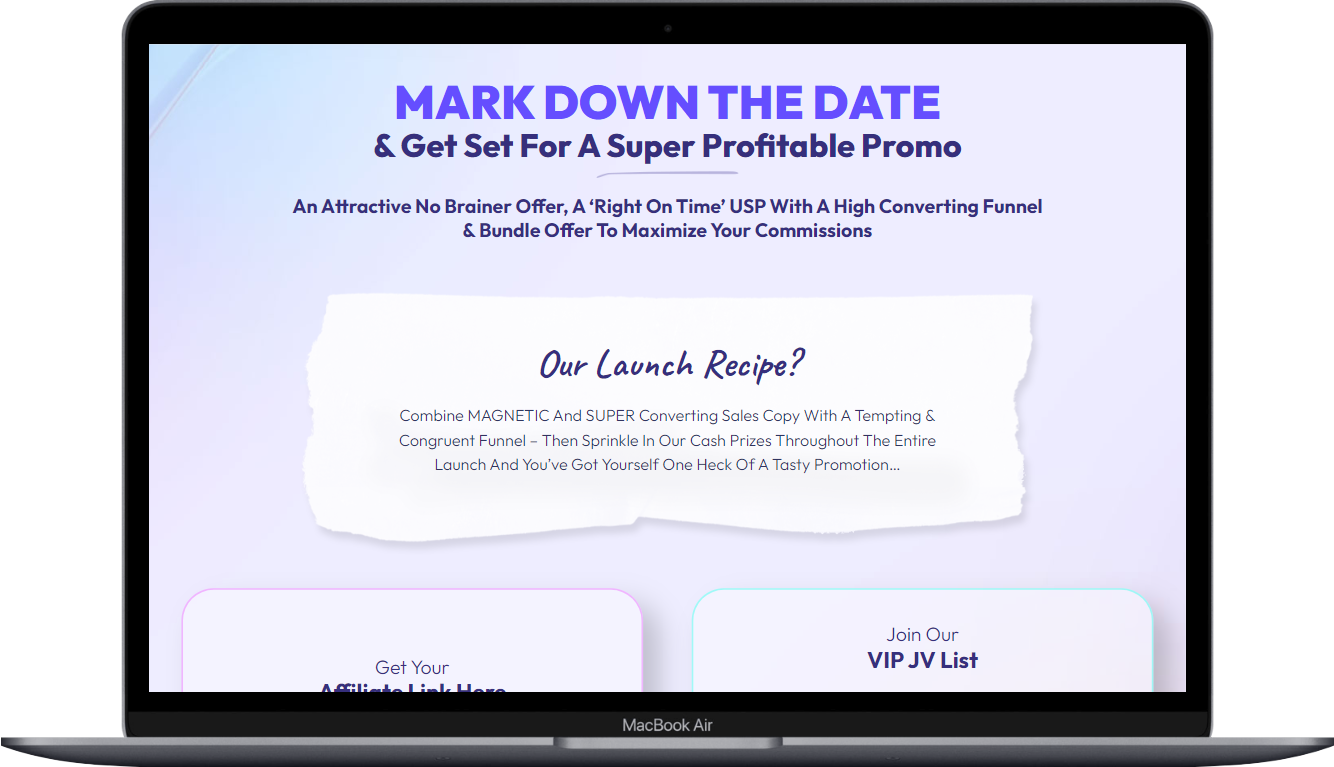 MARK DOWN THE DATE
& Get Set For A Super Profitable Promo
An Attractive No Brainer Offer, A ‘Right On Time’ USP With A High Converting Funnel
& Bundle Offer To Maximize Your Commissions
Our Launch Recipe?
Combine MAGNETIC And SUPER Converting Sales Copy With A Tempting &
Congruent Funnel – Then Sprinkle In Our Cash Prizes Throughout The Entire
Launch And You’ve Got Yourself One Heck Of A Tasty Promotion...
Get Your
Affiliate Link Here
Join Our
VIP JV List
MacBook Air